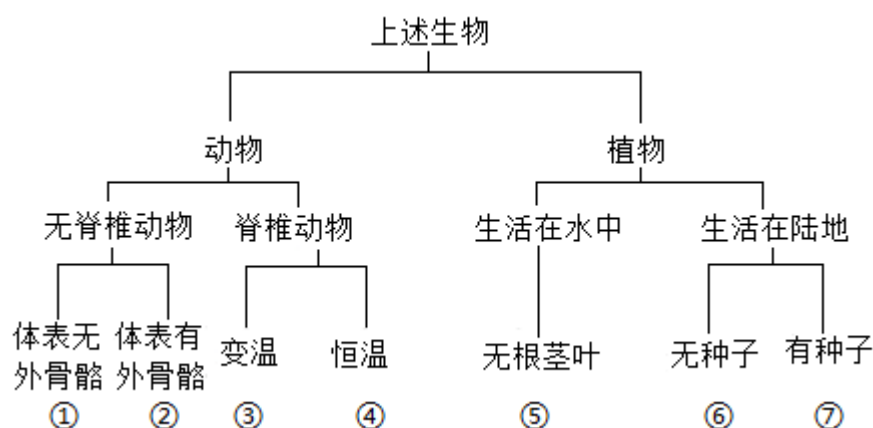 上述生物
动物 植物
无脊椎动物 脊椎动物 生活在水中 生活在陆地
体表无 体表有
外骨骼 外骨骼 变温 恒温 无根茎叶 无种子 有种子
① ② ③ ④ ⑤ ⑥ ⑦